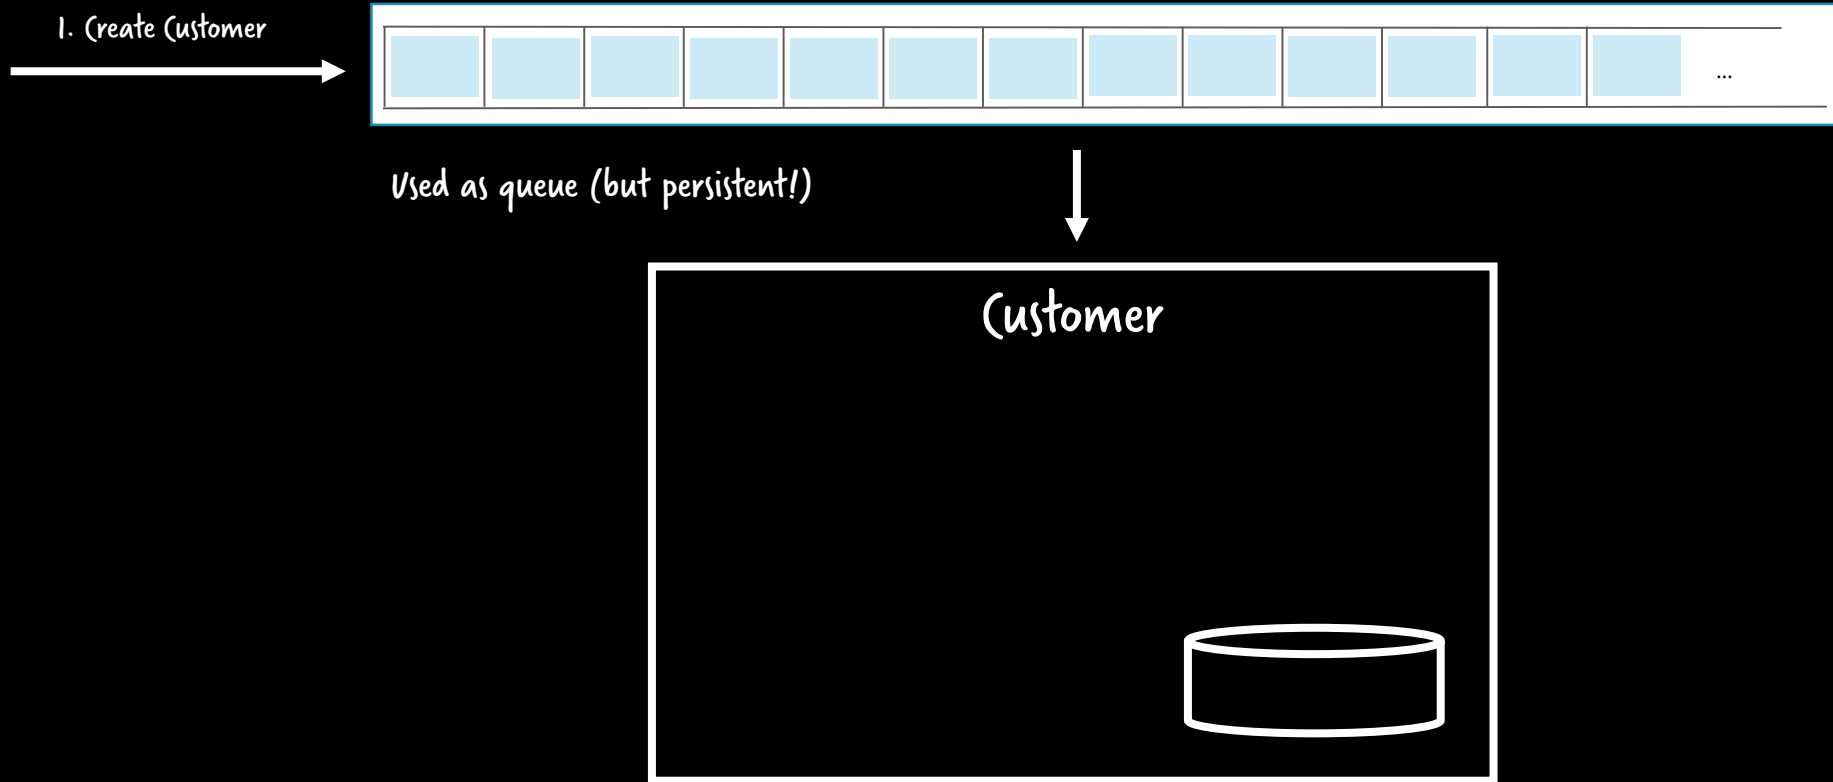 1. Create Customer
...
Used as queue (but persistent!)
Customer